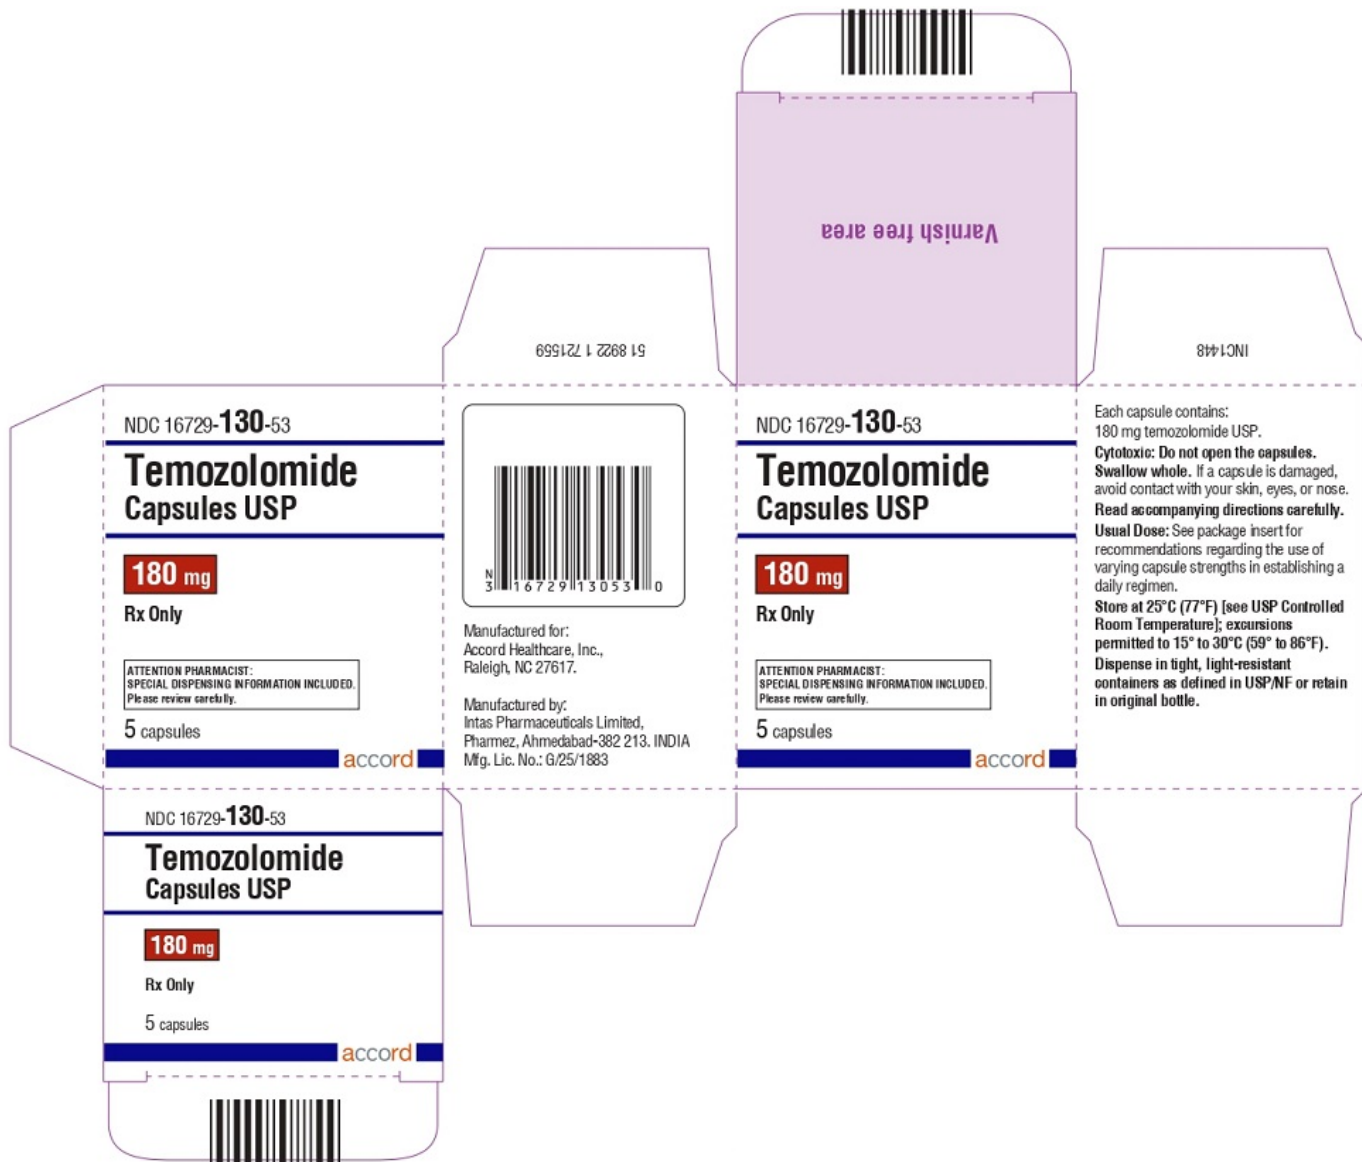 Varnish free area
51 8922 1 721559
INC1448
NDC 16729-130-53
Temozolomide
Capsules USP
180 mg
Rx Only
ATTENTION PHARMACIST:
SPECIAL DISPENSING INFORMATION INCLUDED.
Please review carefully.
5 capsules
accord
N
3 16729 13053 0
Manufactured for:
Accord Healthcare, Inc.,
Raleigh, NC 27617.
Manufactured by:
Intas Pharmaceuticals Limited,
Pharmez, Ahmedabad-382 213. INDIA
Mfg. Lic. No.: G/25/1883
NDC 16729-130-53
Temozolomide
Capsules USP
180 mg
Rx Only
ATTENTION PHARMACIST:
SPECIAL DISPENSING INFORMATION INCLUDED.
Please review carefully.
5 capsules
accord
Each capsule contains:
180 mg temozolomide USP.
Cytotoxic: Do not open the capsules.
Swallow whole. If a capsule is damaged,
avoid contact with your skin, eyes, or nose.
Read accompanying directions carefully.
Usual Dose: See package insert for
recommendations regarding the use of
varying capsule strengths in establishing a
daily regimen.
Store at 25°C (77°F) [see USP Controlled
Room Temperature]; excursions
permitted to 15° to 30°C (59° to 86°F).
Dispense in tight, light-resistant
containers as defined in USP/NF or retain
in original bottle.
NDC 16729-130-53
Temozolomide
Capsules USP
180 mg
Rx Only
5 capsules
accord